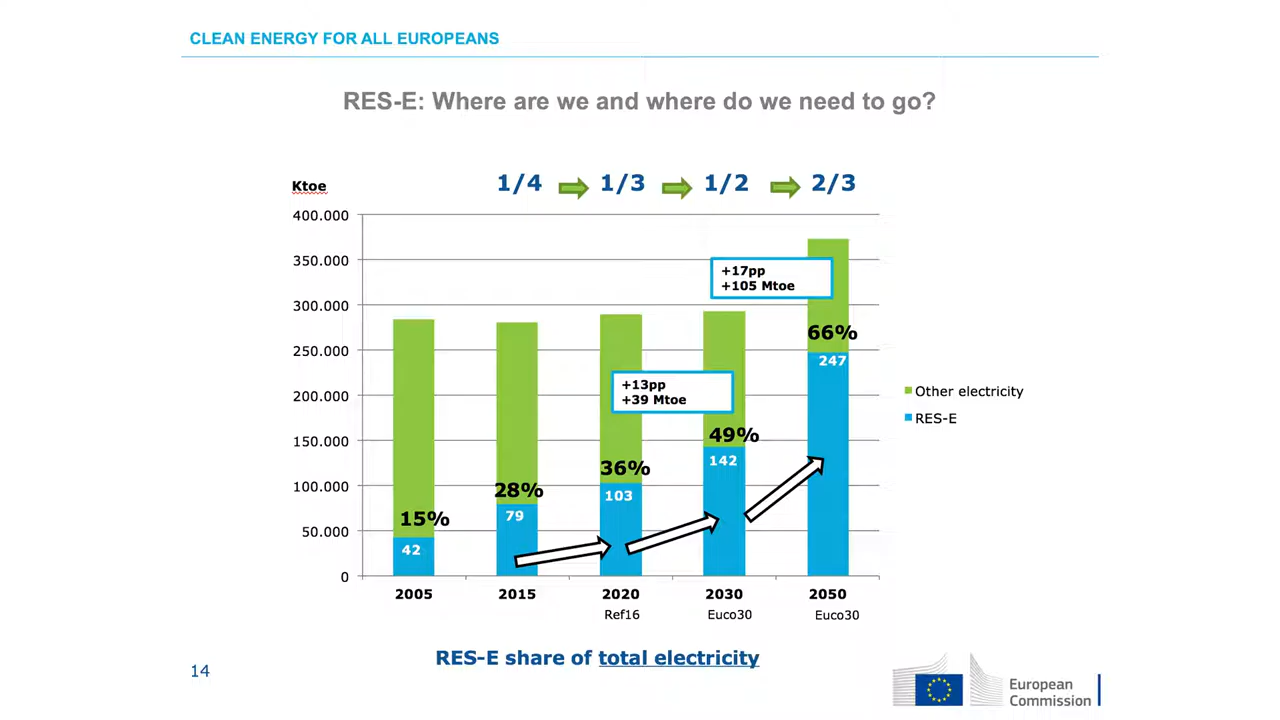 CLEAN ENERGY FOR ALL EUROPEANS
RES-E: Where are we and where do we need to go?
Ktoe
1/4 1/3 1/2 2/3
400.000
350.000
300.000
250.000
200.000
150.000
100.000
50.000
0
+17pp
+105 Mtoe
+13pp
+39 Mtoe
15%
28%
36%
49%
66%
42
79
103
142
247
Other electricity
RES-E
2005 2015 2020 2030 2050
Ref16 Euco30 Euco30
RES-E share of total electricity
14
European
Commission